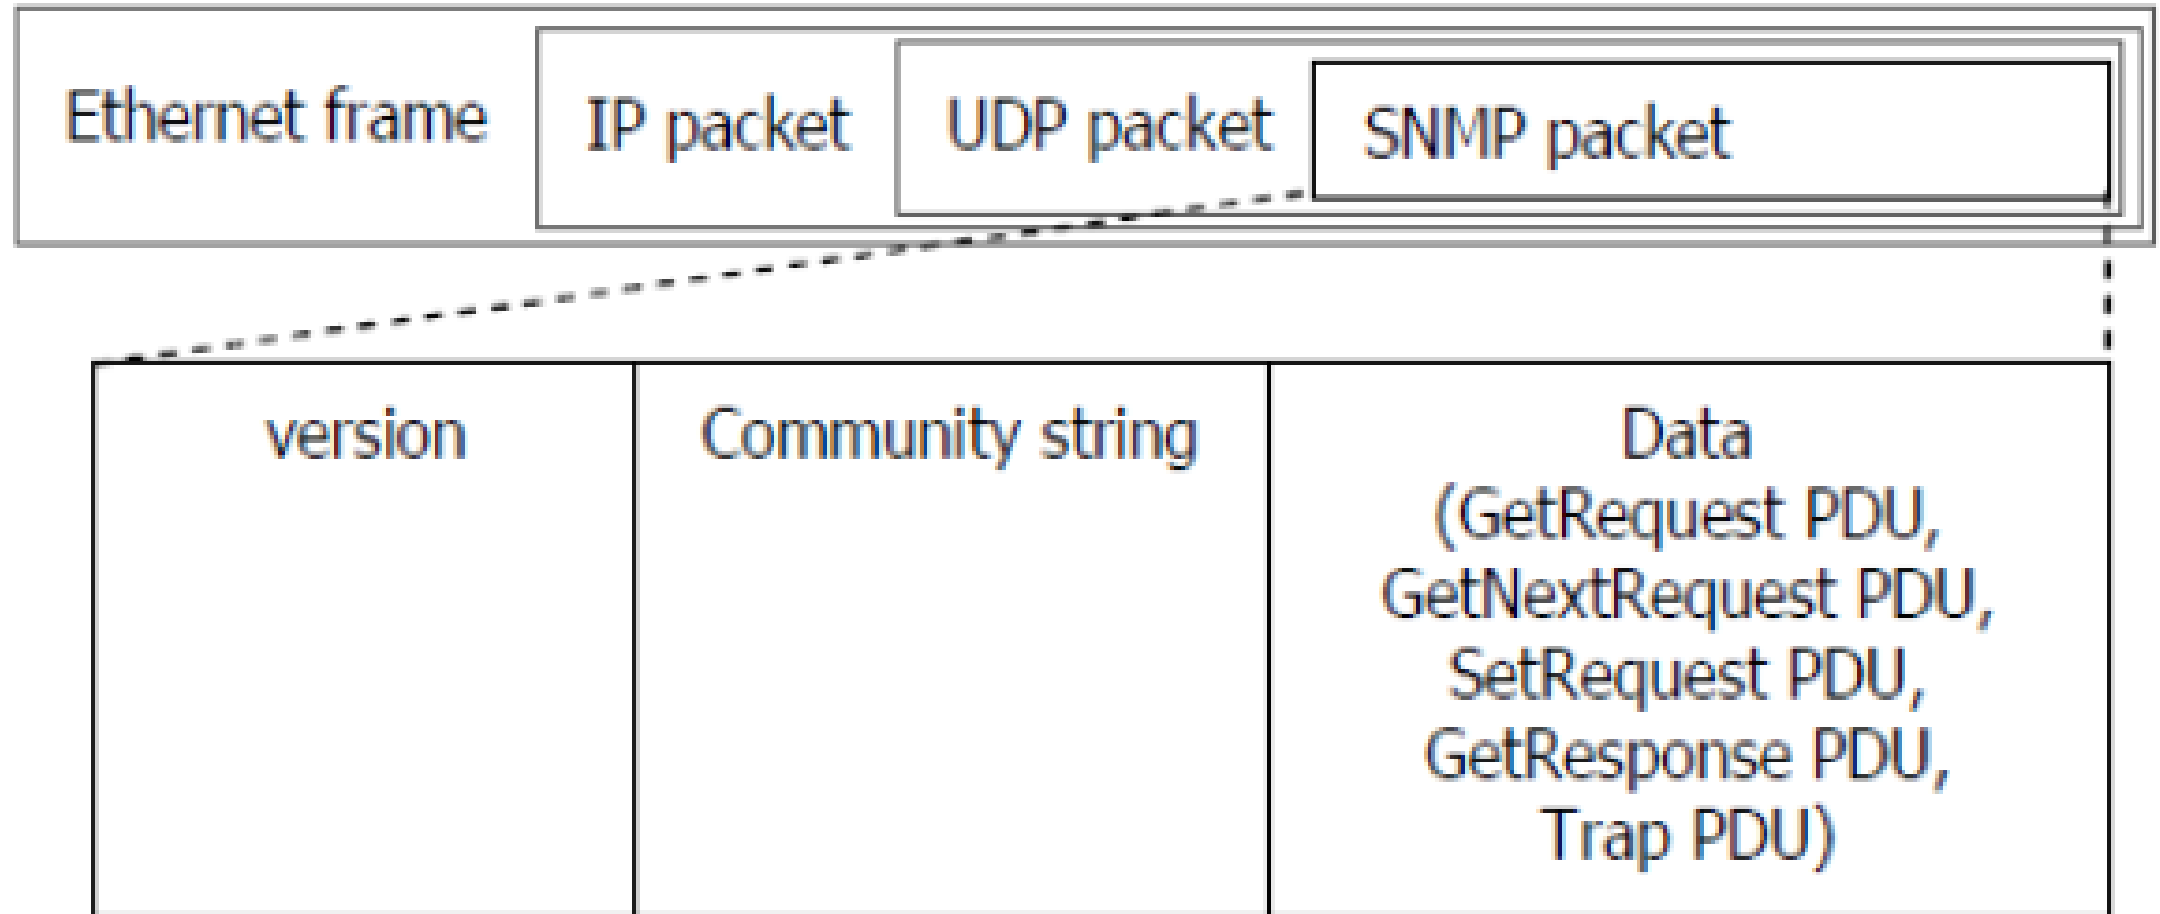 Ethernet frame
IP packet
UDP packet
SNMP packet
version
Community string
Data
(GetRequest PDU,
GetNextRequest PDU,
SetRequest PDU,
GetResponse PDU,
Trap PDU)